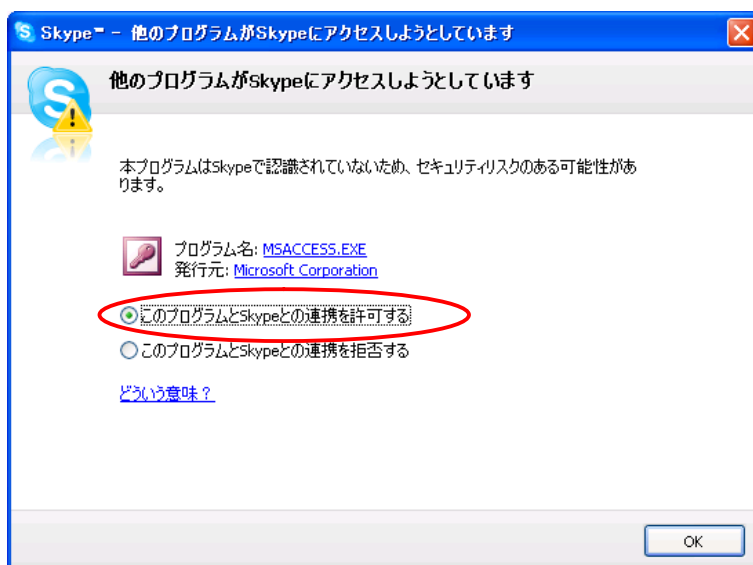 Skype™ - 他のプログラムがSkypeにアクセスしようとしています
他のプログラムがSkypeにアクセスしようとしています
本プログラムはSkypeで認識されていないため、セキュリティリスクのある可能性があ
ります。
プログラム名: MSACCESS.EXE
発行元: Microsoft Corporation
このプログラムとSkypeとの連携を許可する
このプログラムとSkypeとの連携を拒否する
どういう意味？
OK